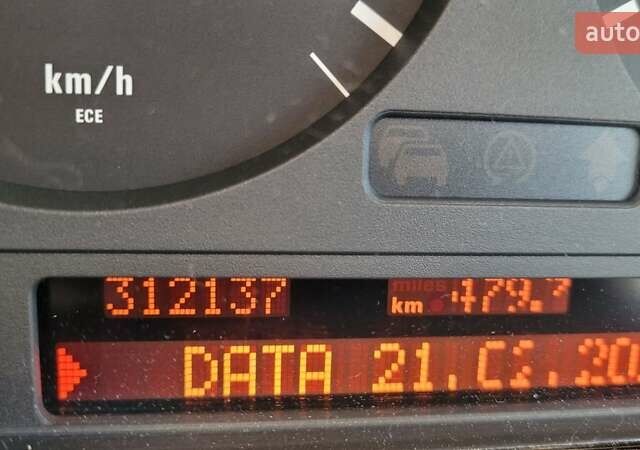 auto
km/h
ECE
312137
miles
km 479.7
DATA 21.